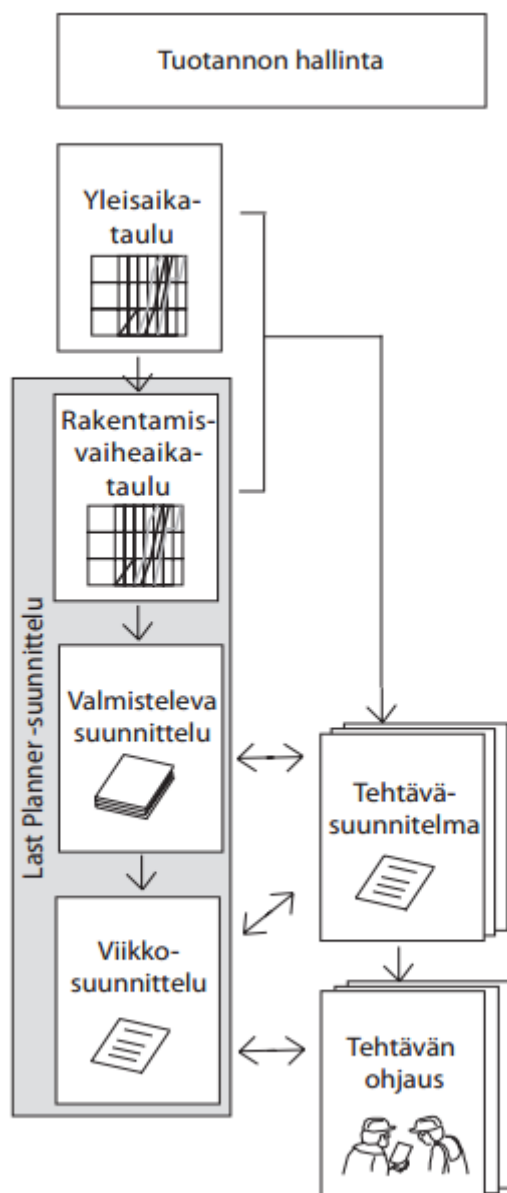 Tuotannon hallinta
Yleisaika-
taulu
Rakentamis-
vaiheaika-
taulu
Last Planner -suunnittelu
Valmisteleva
suunnittelu
Tehtävä-
suunnitelma
Viikko-
suunnittelu
Tehtävän
ohjaus